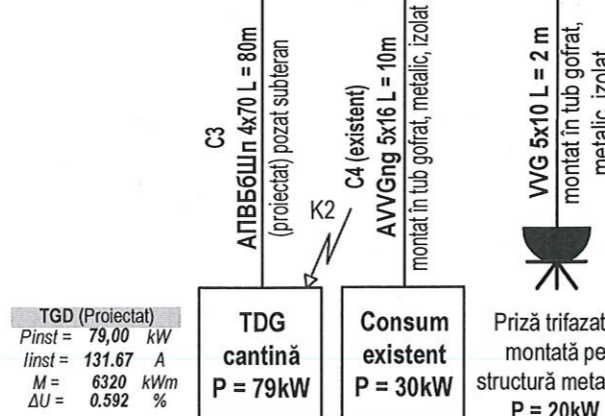 C3
АПВБбШп 4x70 L = 80m
(proiectat) pozat subteran
K2
C4 (existent)
AVVGng 5x16 L = 10m
montat în tub gofrat, metalic, izolat
VVG 5x10 L = 2 m
montat în tub gofrat,
metalic, izolat
TGD (Proiectat)
Pinst = 79,00 kW
Iinst = 131.67 A
M = 6320 kWm
ΔU = 0.592 %
TDG
cantină
P = 79kW
Consum
existent
P = 30kW
Priză
montată pe
structură
P = 20kW